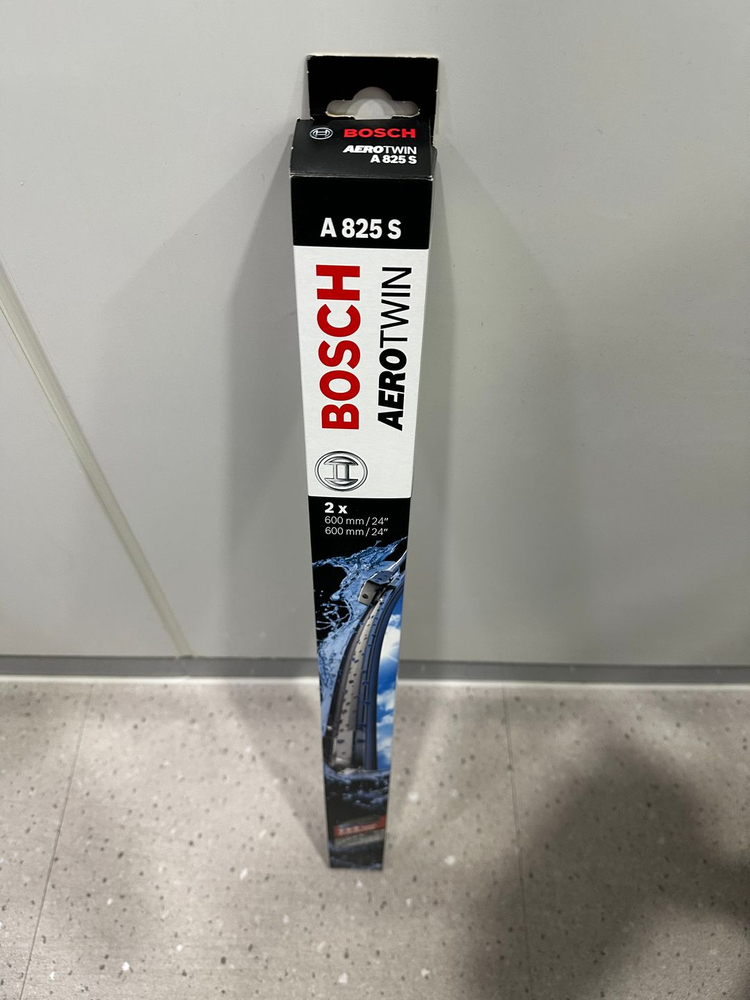 BOSCH
AEROTWIN
A 825 S
A 825 S
BOSCH
AEROTWIN
2 x
600 mm / 24"
600 mm / 24"